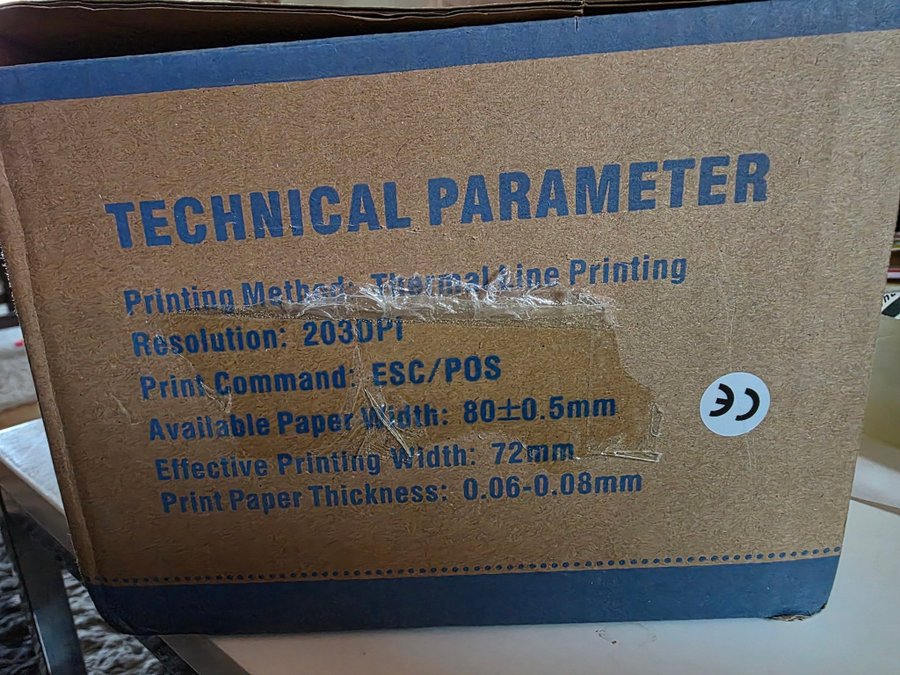 TECHNICAL PARAMETER
Printing Method: Thermal Line Printing
Resolution: 203DPI
Print Command: ESC/POS
Available Paper Width: 80±0.5mm
Effective Printing Width: 72mm
Print Paper Thickness: 0.06-0.08mm
CE